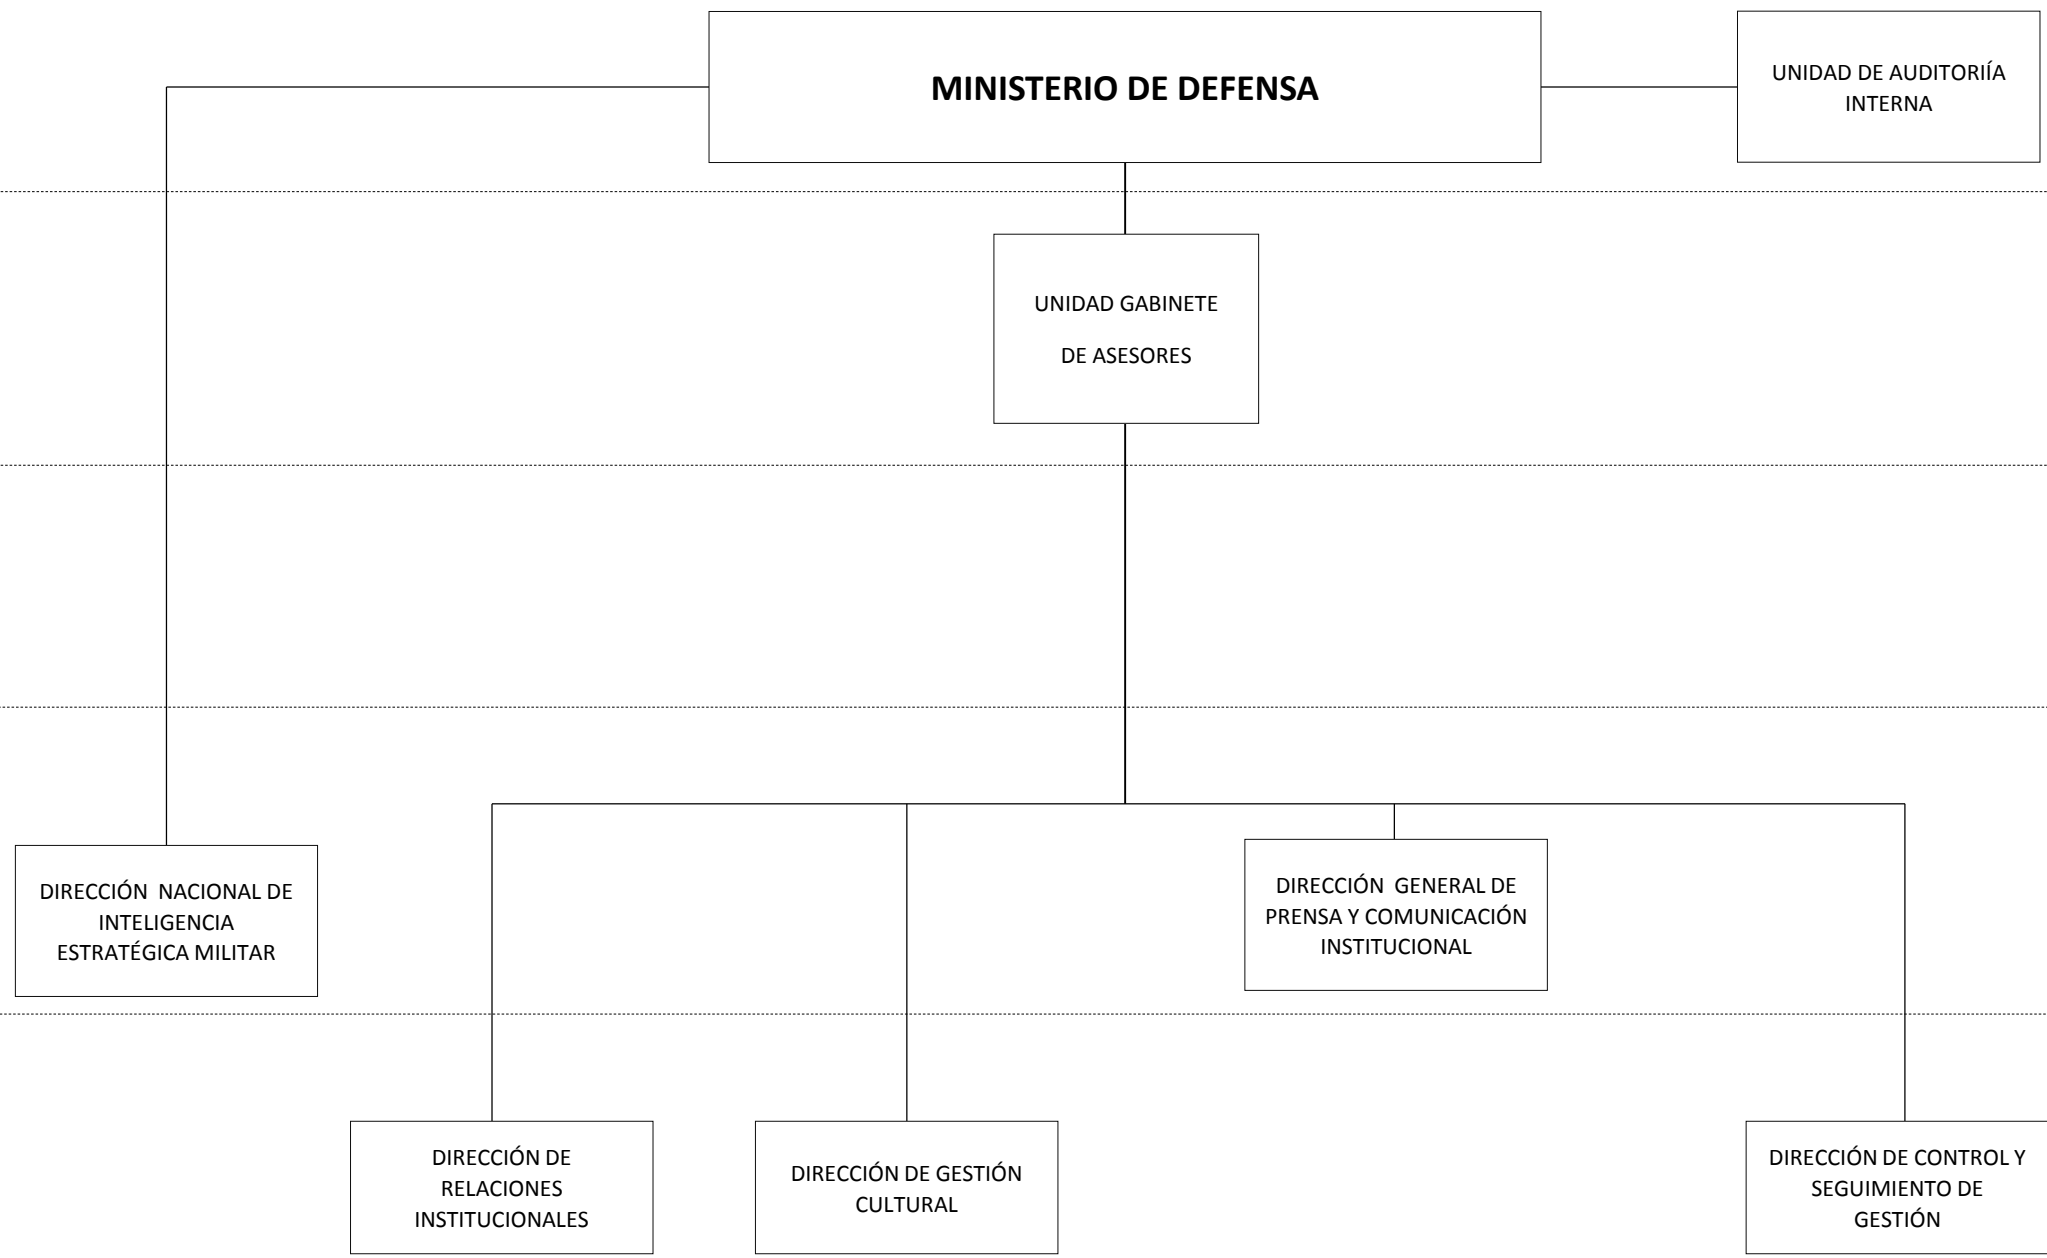 MINISTERIO DE DEFENSA
UNIDAD DE AUDITORIÍA
INTERNA
UNIDAD GABINETE
DE ASESORES
DIRECCIÓN NACIONAL DE
INTELIGENCIA
ESTRATÉGICA MILITAR
DIRECCIÓN GENERAL DE
PRENSA Y COMUNICACIÓN
INSTITUCIONAL
DIRECCIÓN DE
RELACIONES
INSTITUCIONALES
DIRECCIÓN DE GESTIÓN
CULTURAL
DIRECCIÓN DE CONTROL Y
SEGUIMIENTO DE
GESTIÓN